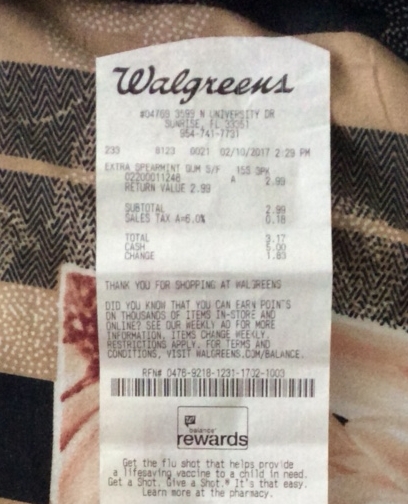 Walgreens
#04769 3599 N UNIVERSITY DR
SUNRISE, FL 33351
954-741-7731
233 8123 0021 02/10/2017 2:29 PM
EXTRA SPEARMINT GUM S/F 15S 3PK
02200011248 A 2.99
RETURN VALUE 2.99
SUBTOTAL 2.99
SALES TAX A=6.0% 0.18
TOTAL 3.17
CASH 5.00
CHANGE 1.83
THANK YOU FOR SHOPPING AT WALGREENS
DID YOU KNOW THAT YOU CAN EARN POINTS
ON THOUSANDS OF ITEMS IN-STORE AND
ONLINE? SEE OUR WEEKLY AD FOR MORE
INFORMATION. ITEMS CHANGE WEEKLY.
RESTRICTIONS APPLY. FOR TERMS AND
CONDITIONS, VISIT WALGREENS.COM/BALANCE.
RFN# 0476-9218-1231-1702-1003
balance
rewards
Get the flu shot that helps provide
a lifesaving vaccine to a child in need.
Get a Shot. Give a Shot.® It's that easy.
Learn more at the pharmacy.